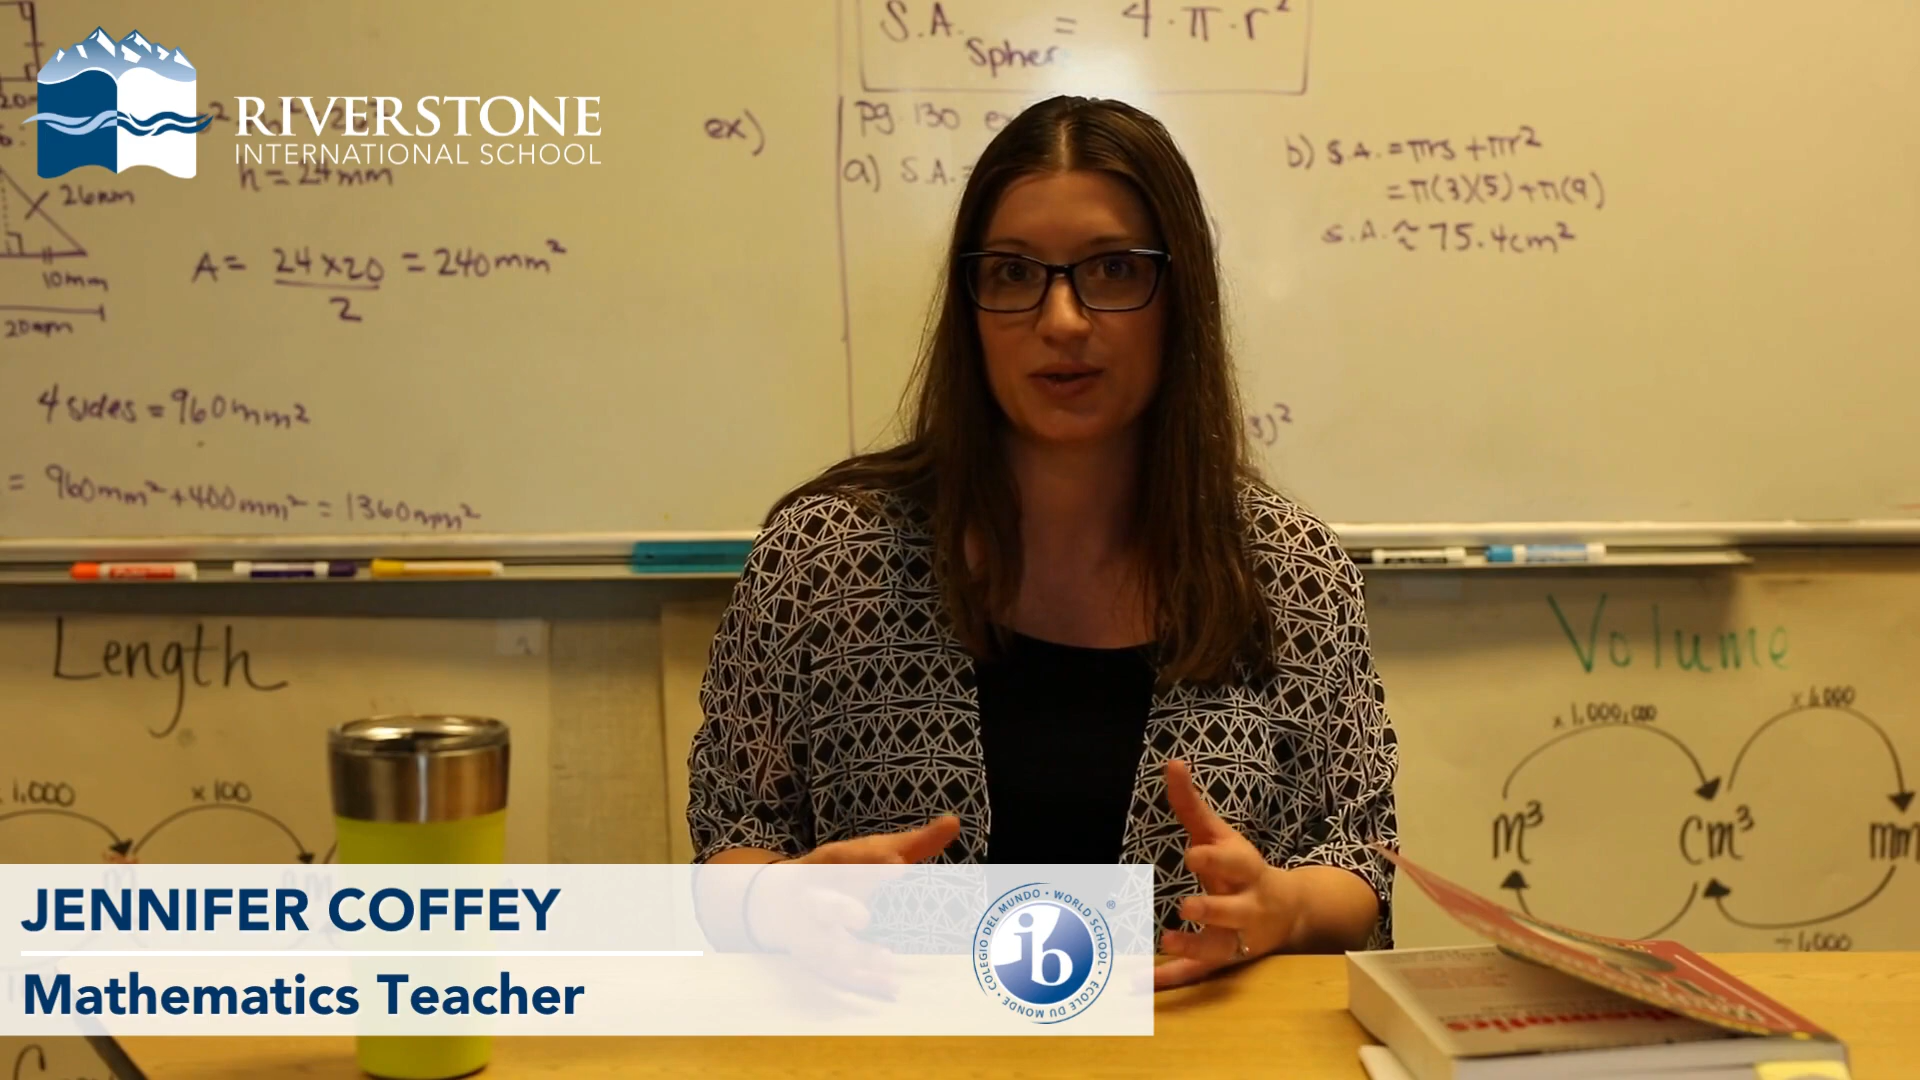 S.A. Sphere = 4·π·r²
RIVERSTONE
INTERNATIONAL SCHOOL
h = 24mm
26mm
10mm
20mm
A = 24×20 / 2 = 240mm²
4 sides = 960mm²
= 960mm² + 400mm² = 1360mm²
ex)
Pg. 130
a) S.A. =
b) S.A. = πrs + πr²
= π(3)(5) + π(9)
S.A. ≈ 75.4cm²
3)²
Length
1,000
× 100
Volume
× 1,000,000
× 1,000
m³
cm³
mm
÷ 1,000
JENNIFER COFFEY
Mathematics Teacher
ib
COLEGIO DEL MUNDO · WORLD SCHOOL · ECOLE DU MONDE ·
®